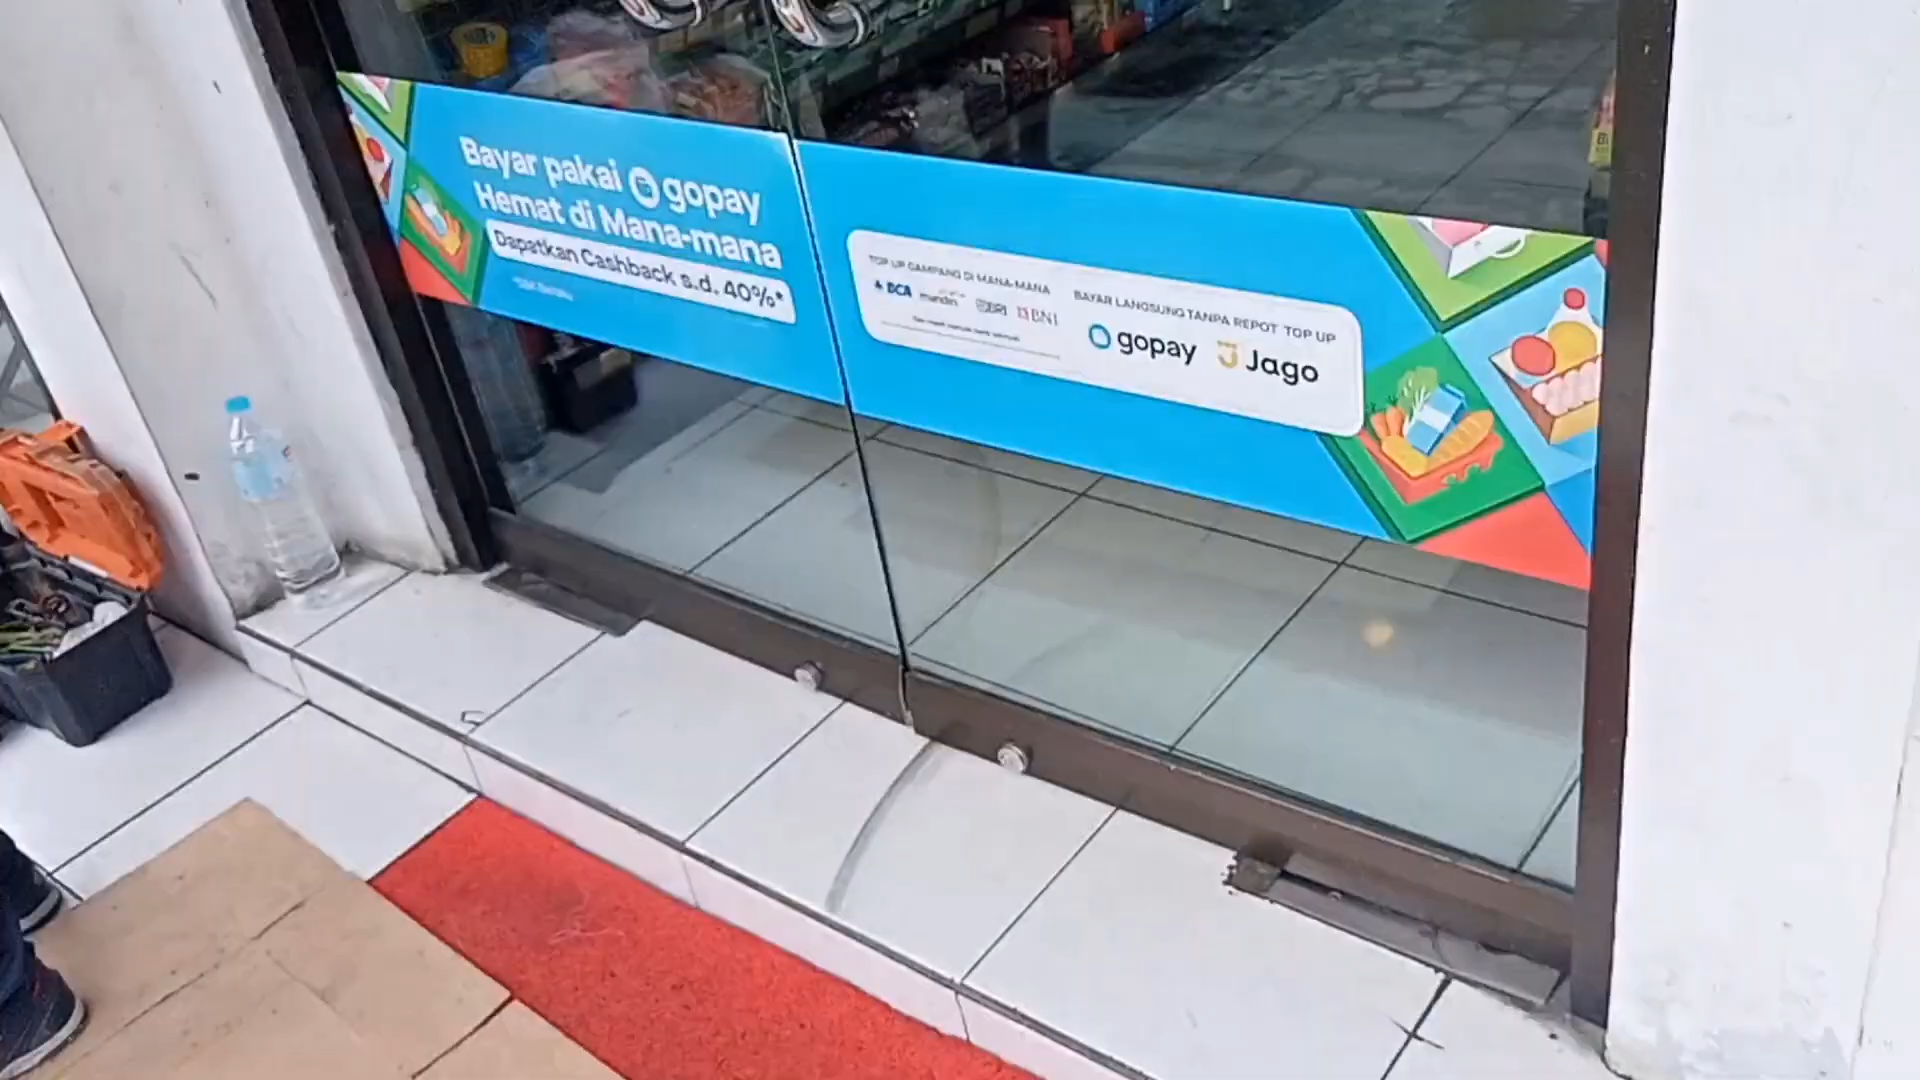 Bayar pakai gopay
Hemat di Mana-mana
Dapatkan Cashback s.d. 40%*
TOP UP GAMPANG DI MANA-MANA
BCA mandiri BRI BNI
BAYAR LANGSUNG TANPA REPOT TOP UP
gopay Jago